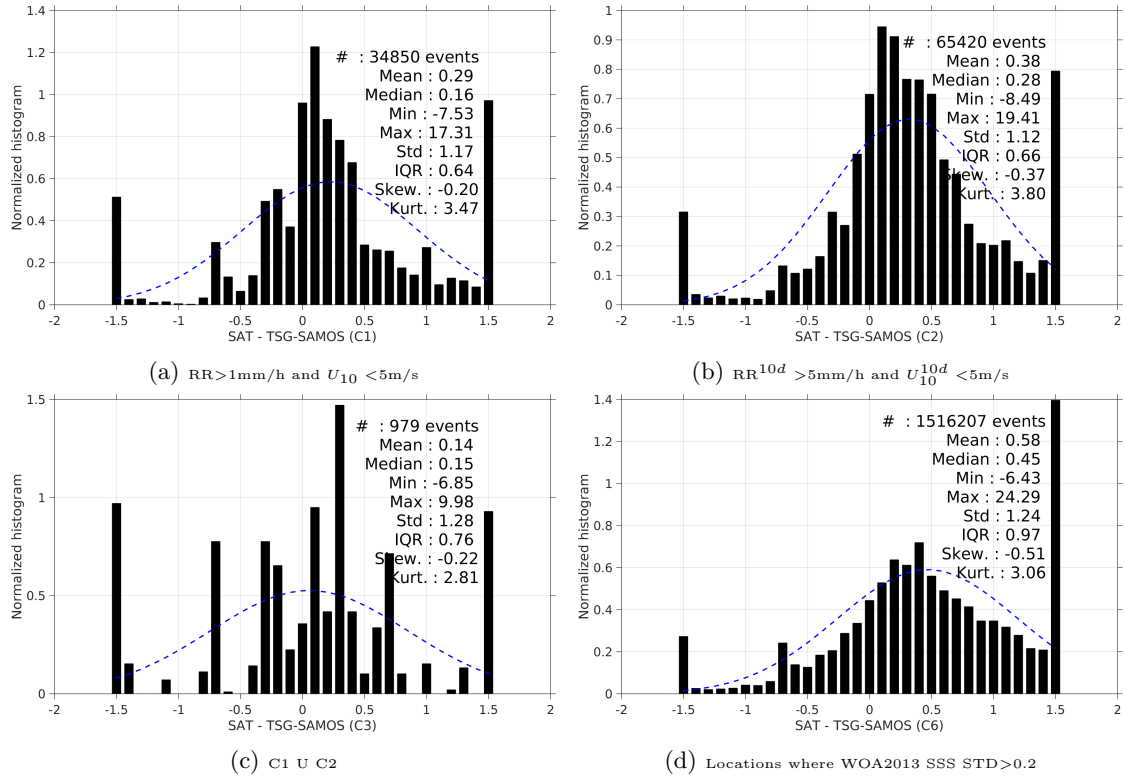 1.4
1.2
1
0.8
0.6
0.4
0.2
0
-2
-1.5
-1
-0.5
0
0.5
1
1.5
2
Normalized histogram
SAT - TSG-SAMOS (C1)
# : 34850 events
Mean : 0.29
Median : 0.16
Min : -7.53
Max : 17.31
Std : 1.17
IQR : 0.64
Skew. : -0.20
Kurt. : 3.47
(a) RR>1mm/h and U10 <5m/s
1
0.9
0.8
0.7
0.6
0.5
0.4
0.3
0.2
0.1
0
-2
-1.5
-1
-0.5
0
0.5
1
1.5
2
Normalized histogram
SAT - TSG-SAMOS (C2)
# : 65420 events
Mean : 0.38
Median : 0.28
Min : -8.49
Max : 19.41
Std : 1.12
IQR : 0.66
Skew. : -0.37
Kurt. : 3.80
(b) RR^10d >5mm/h and U10^10d <5m/s
1.5
1
0.5
0
-2
-1.5
-1
-0.5
0
0.5
1
1.5
2
Normalized histogram
SAT - TSG-SAMOS (C3)
# : 979 events
Mean : 0.14
Median : 0.15
Min : -6.85
Max : 9.98
Std : 1.28
IQR : 0.76
Skew. : -0.22
Kurt. : 2.81
(c) C1 U C2
1.4
1.2
1
0.8
0.6
0.4
0.2
0
-2
-1.5
-1
-0.5
0
0.5
1
1.5
2
Normalized histogram
SAT - TSG-SAMOS (C6)
# : 1516207 events
Mean : 0.58
Median : 0.45
Min : -6.43
Max : 24.29
Std : 1.24
IQR : 0.97
Skew. : -0.51
Kurt. : 3.06
(d) Locations where WOA2013 SSS STD>0.2